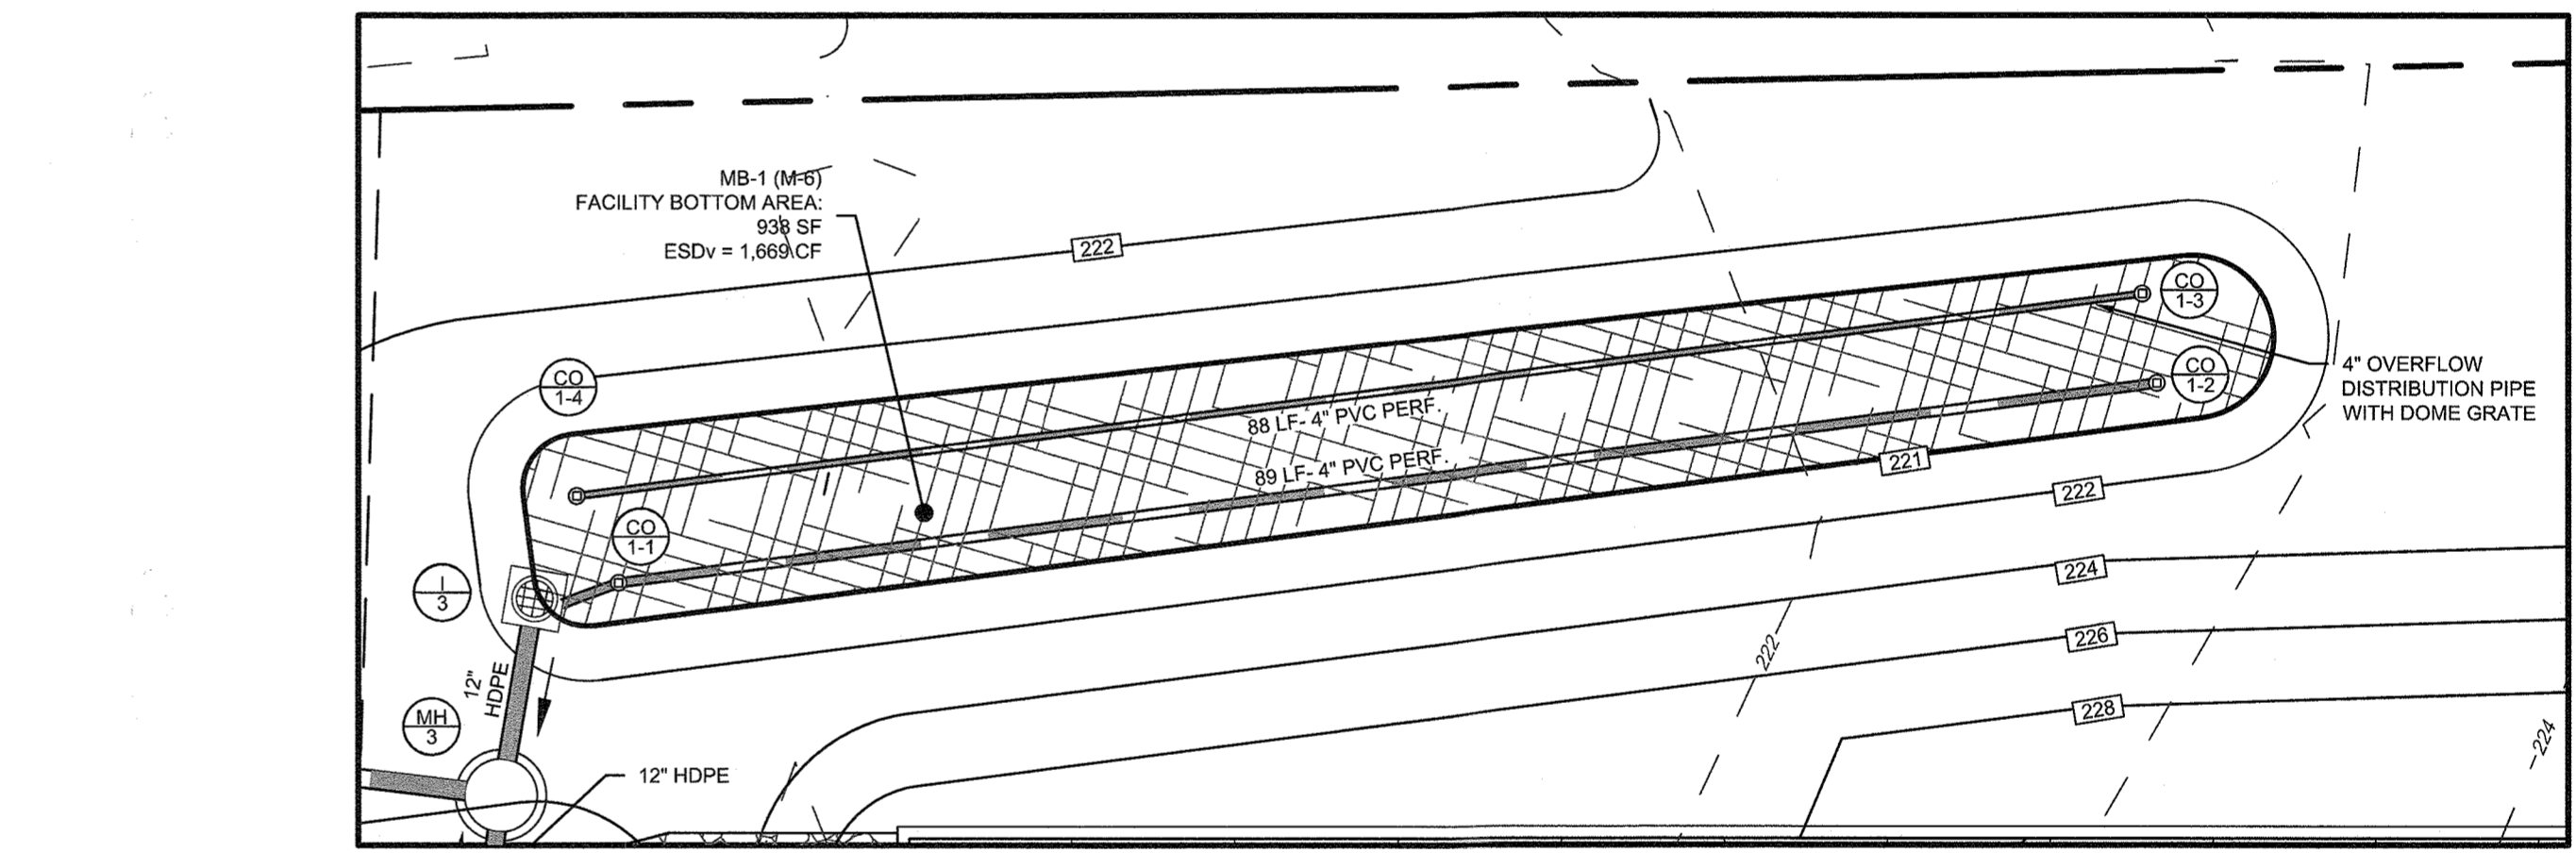 MB-1 (M-6)
FACILITY BOTTOM AREA:
938 SF
ESDv = 1,669 CF
222
CO
1-3
CO
1-2
4" OVERFLOW
DISTRIBUTION PIPE
WITH DOME GRATE
CO
1-4
88 LF- 4" PVC PERF.
89 LF- 4" PVC PERF.
221
222
CO
1-1
I
3
224
226
222
12"
HDPE
MH
3
228
224
12" HDPE